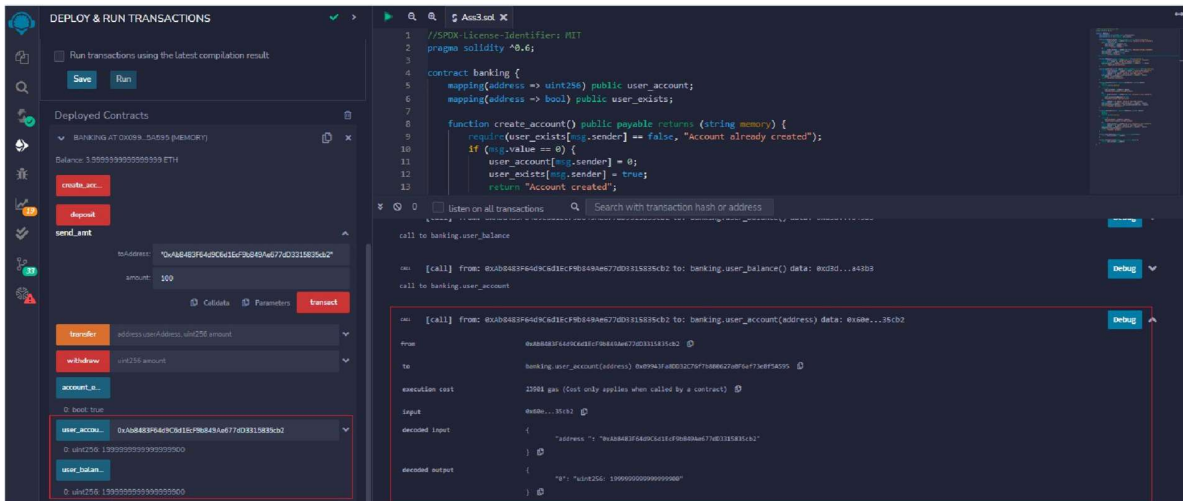 DEPLOY & RUN TRANSACTIONS
Run transactions using the latest compilation result
Save
Run
Deployed Contracts
BANKING AT 0X099...5A595 (MEMORY)
Balance: 3.9999999999999999 ETH
create_acc...
deposit
send_amt
toAddress:
"0xAb8483F64d9C6d1EcF9b849Ae677dD3315835cb2"
amount:
100
Calldata
Parameters
transact
transfer
address userAddress, uint256 amount
withdraw
uint256 amount
account_e...
0: bool: true
user_accou...
0xAb8483F64d9C6d1EcF9b849Ae677dD3315835cb2
0: uint256:
user_balan...
0: uint256:
Ass3.sol
1 //SPDX-License-Identifier: MIT
2 pragma solidity ^0.6;
3
4 contract banking {
5 mapping(address => uint256) public user_account;
6 mapping(address => bool) public user_exists;
7
8 function create_account() public payable returns (string memory) {
9 require(user_exists[msg.sender] == false, "Account already created");
10 if (msg.value == 0) {
11 user_account[msg.sender] = 0;
12 user_exists[msg.sender] = true;
13 return "Account created";
0
listen on all transactions
Search with transaction hash or address
call to banking.user_balance
CALL [call] from: 0xAb8483F64d9C6d1EcF9b849Ae677dD3315835cb2 to: banking.user_balance() data: 0xd3d...a43b3
Debug
call to banking.user_account
CALL [call] from: 0xAb8483F64d9C6d1EcF9b849Ae677dD3315835cb2 to: banking.user_account(address) data: 0x60e...35cb2
Debug
from
0xAb8483F64d9C6d1EcF9b849Ae677dD3315835cb2
to
banking.user_account(address)
execution cost
gas (Cost only applies when called by a contract)
input
0x60e...35cb2
decoded input
{
"address ": "0xAb8483F64d9C6d1EcF9b849Ae677dD3315835cb2"
}
decoded output
{
"0": "uint256:
}